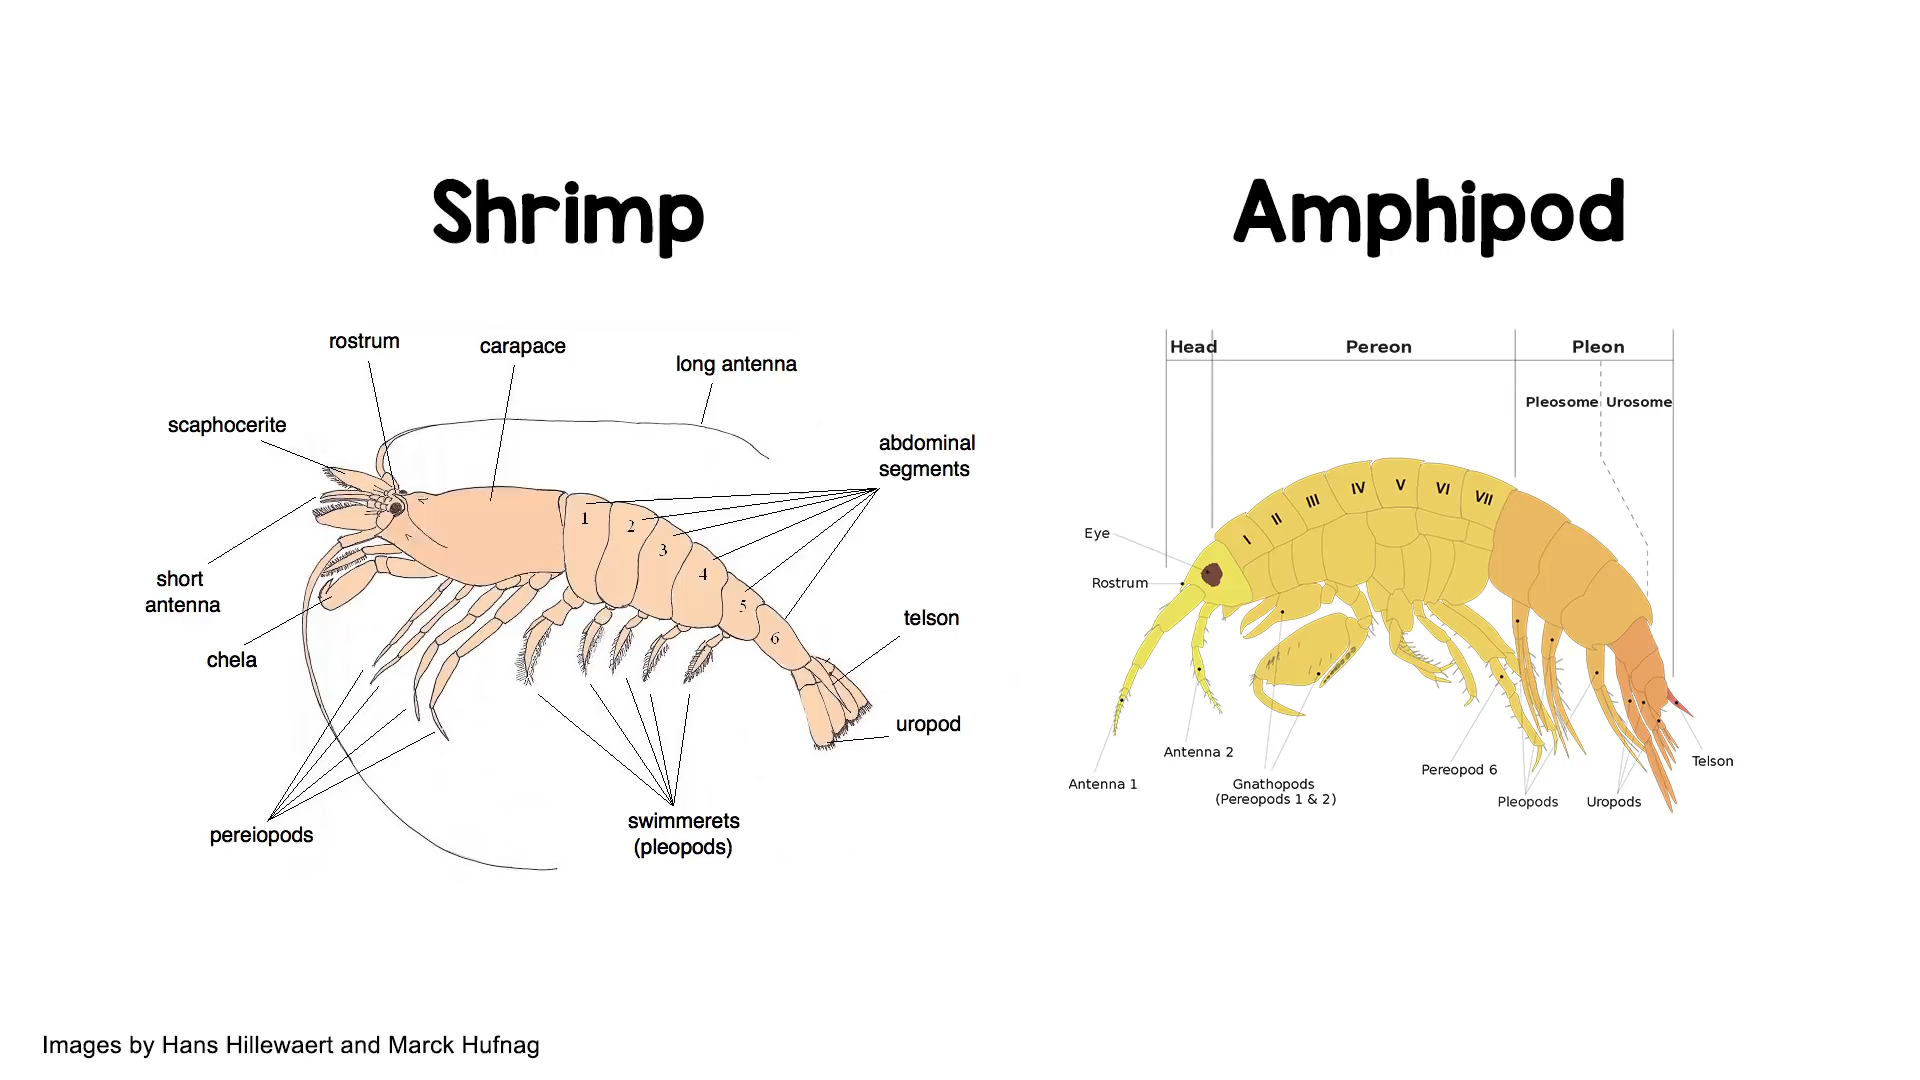 Shrimp
rostrum
carapace
long antenna
scaphocerite
abdominal
segments
1
2
3
4
5
6
short
antenna
chela
telson
uropod
pereiopods
swimmerets
(pleopods)
Amphipod
Head
Pereon
Pleon
Pleosome
Urosome
I
II
III
IV
V
VI
VII
Eye
Rostrum
Antenna 1
Antenna 2
Gnathopods
(Pereopods 1 & 2)
Pereopod 6
Pleopods
Uropods
Telson
Images by Hans Hillewaert and Marck Hufnag